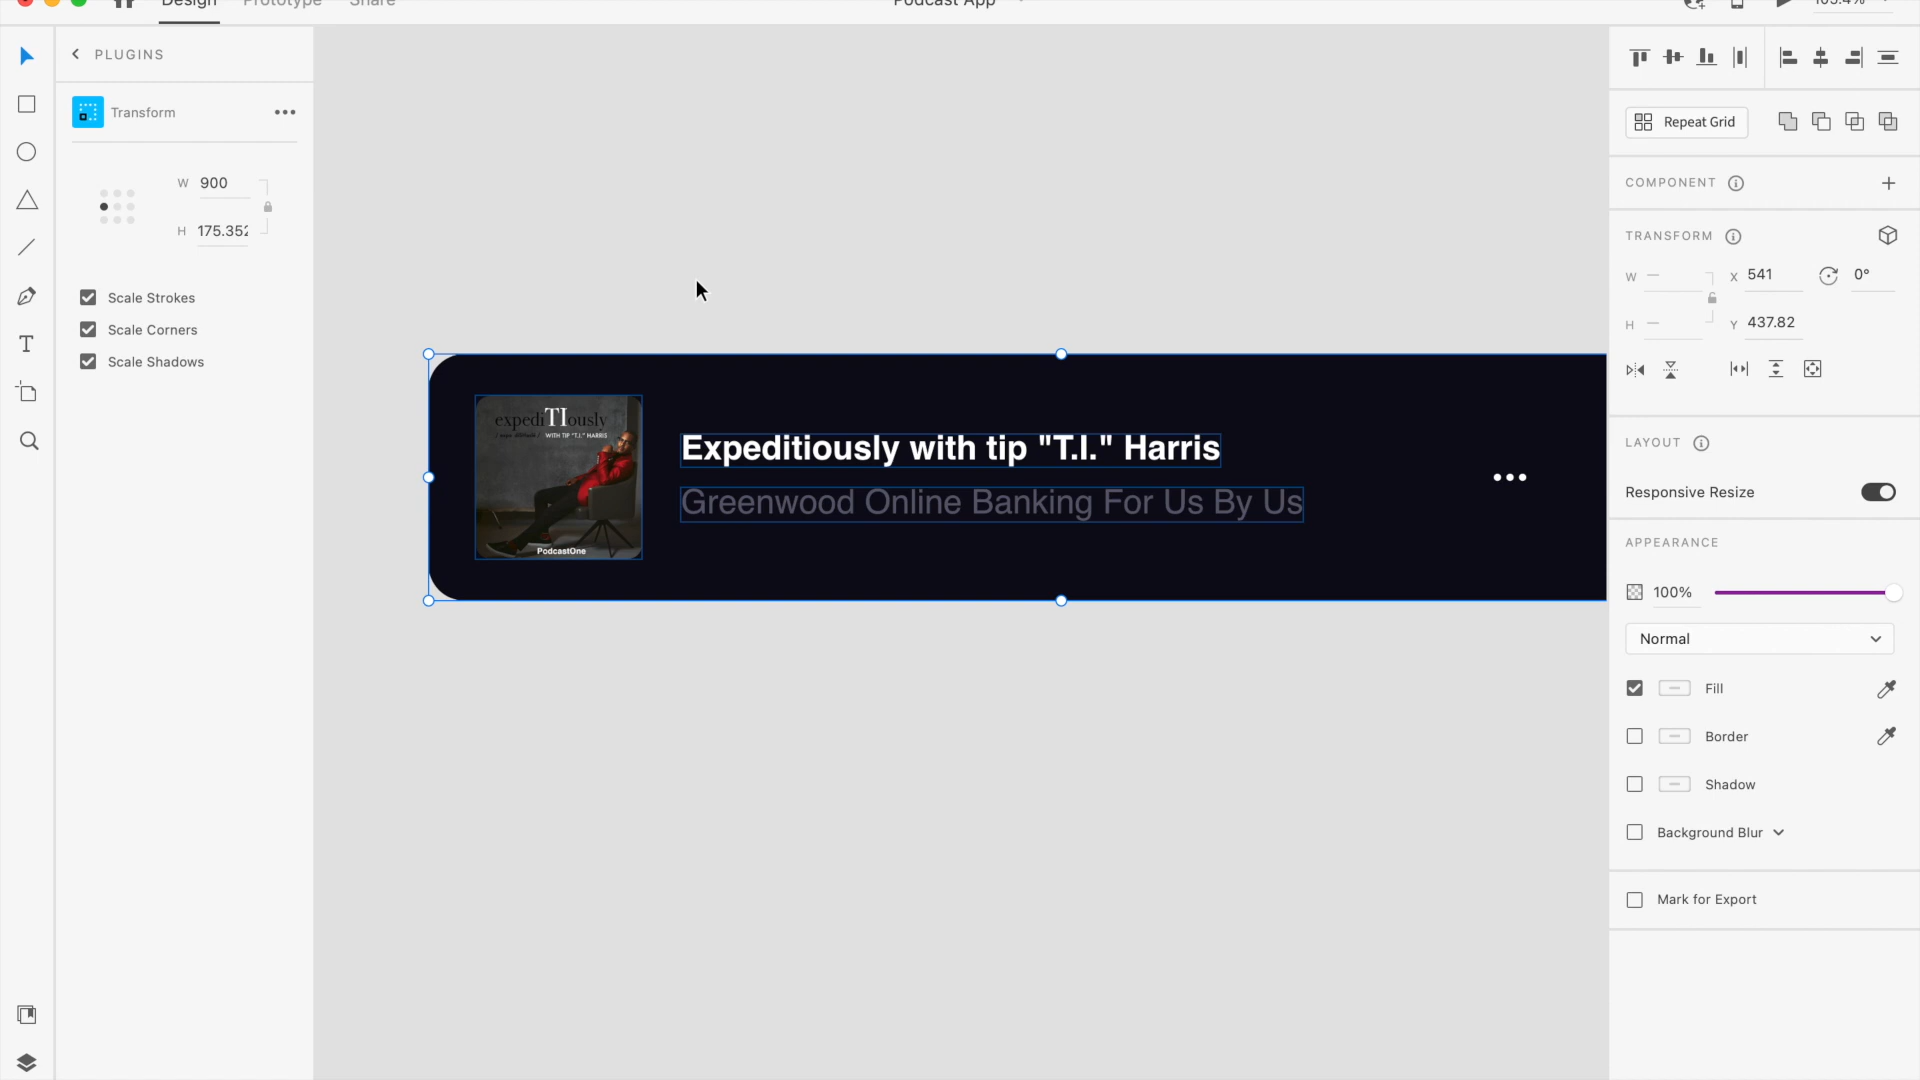 Design Prototype Share
Podcast App
PLUGINS
Transform
W 900
H 175.352
Scale Strokes
Scale Corners
Scale Shadows
expediTIously
WITH TIP "T.I." HARRIS
PodcastOne
Expeditiously with tip "T.I." Harris
Greenwood Online Banking For Us By Us
Repeat Grid
COMPONENT
TRANSFORM
W — X 541 0°
H — Y 437.82
LAYOUT
Responsive Resize
APPEARANCE
100%
Normal
Fill
Border
Shadow
Background Blur
Mark for Export